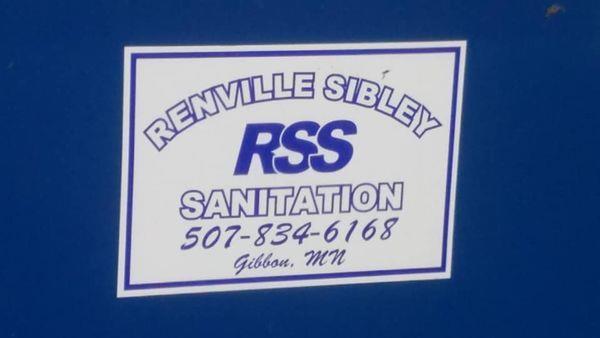 RENVILLE SIBLEY
RSS
SANITATION
507-834-6168
Gibbon, MN